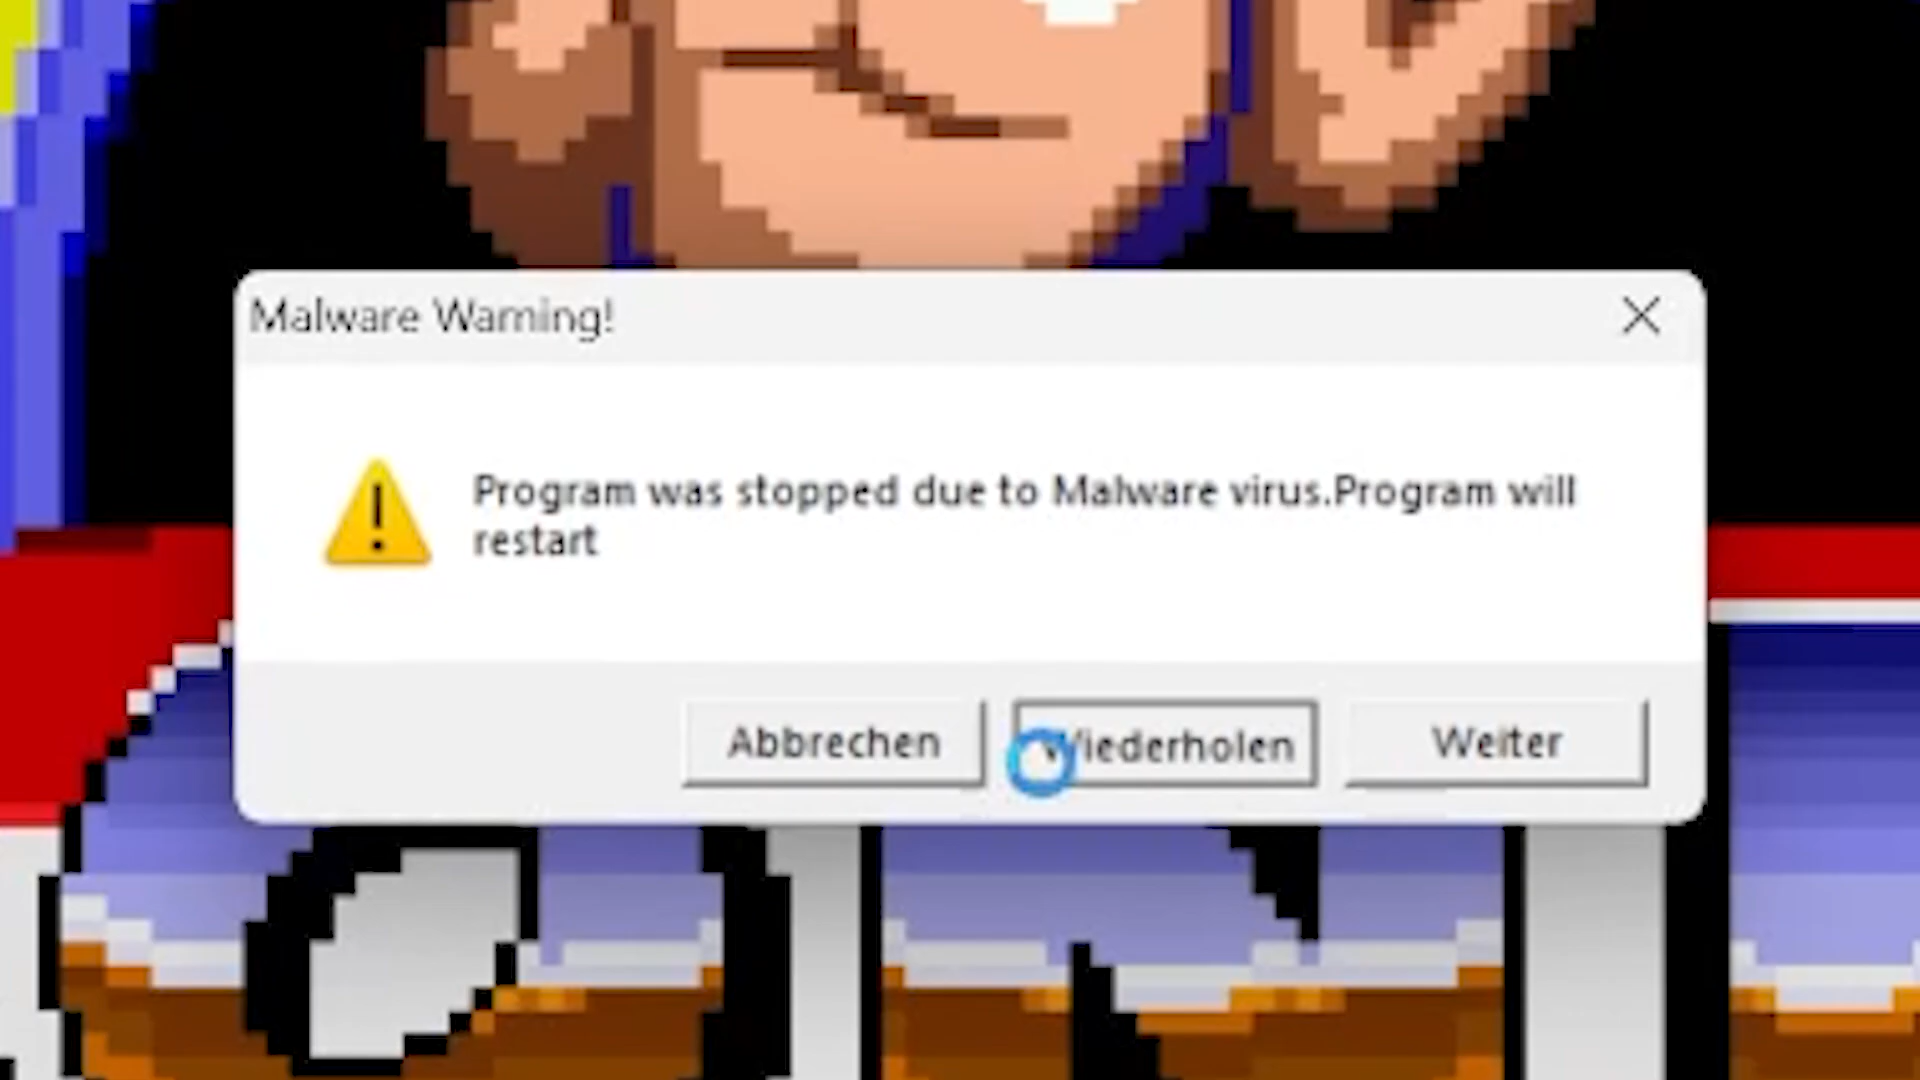 Malware Warning!
Program was stopped due to Malware virus.Program will
restart
Abbrechen
Wiederholen
Weiter